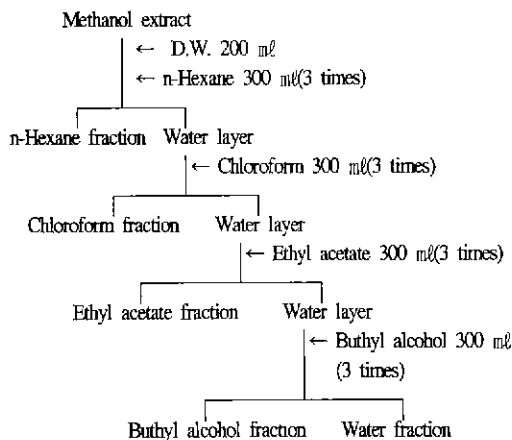 Methanol extract
← D.W. 200 ㎖
← n-Hexane 300 ㎖(3 times)
n-Hexane fraction Water layer
← Chloroform 300 ㎖(3 times)
Chloroform fraction Water layer
← Ethyl acetate 300 ㎖(3 times)
Ethyl acetate fraction Water layer
← Buthyl alcohol 300 ㎖
(3 times)
Buthyl alcohol fraction Water fraction